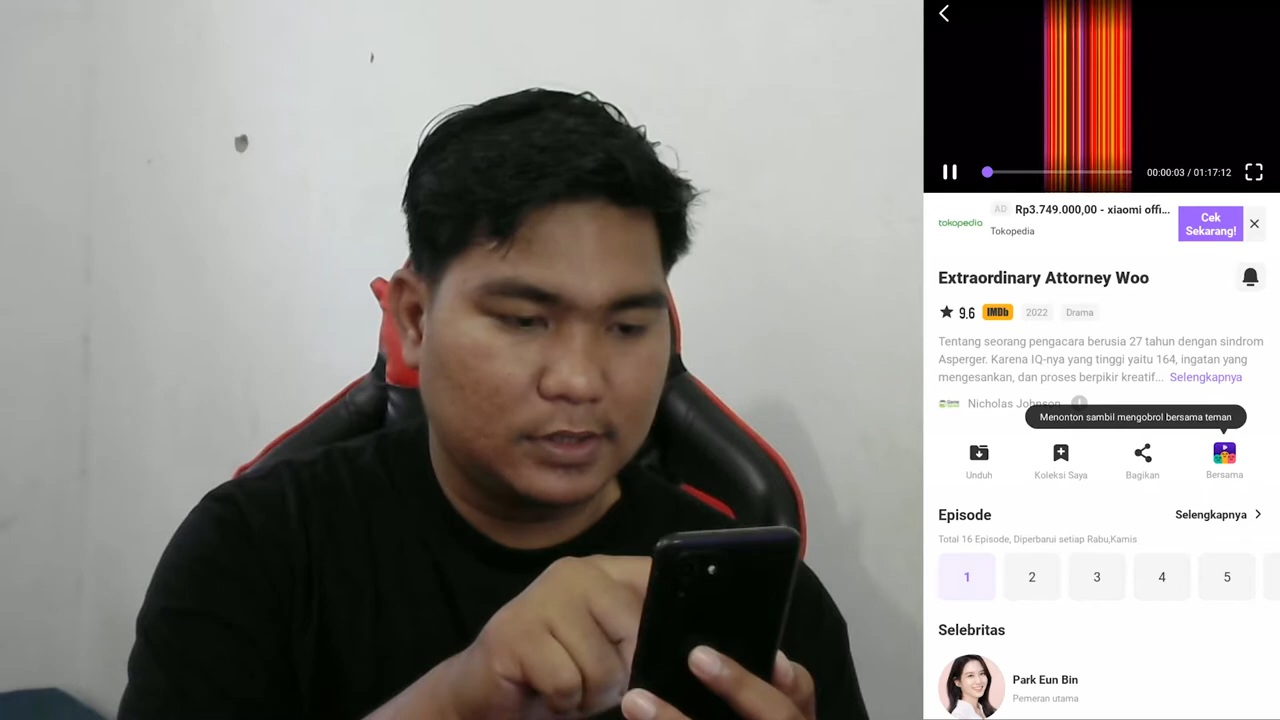 00:00:03 / 01:17:12
tokopedia
AD Rp3.749.000,00 - xiaomi offi...
Tokopedia
Cek
Sekarang!
Extraordinary Attorney Woo
9.6 IMDb 2022 Drama
Tentang seorang pengacara berusia 27 tahun dengan sindrom
Asperger. Karena IQ-nya yang tinggi yaitu 164, ingatan yang
mengesankan, dan proses berpikir kreatif... Selengkapnya
Nicholas Johnson
Menonton sambil mengobrol bersama teman
Unduh Koleksi Saya Bagikan Bersama
Episode Selengkapnya
Total 16 Episode, Diperbarui setiap Rabu,Kamis
1 2 3 4 5
Selebritas
Park Eun Bin
Pemeran utama